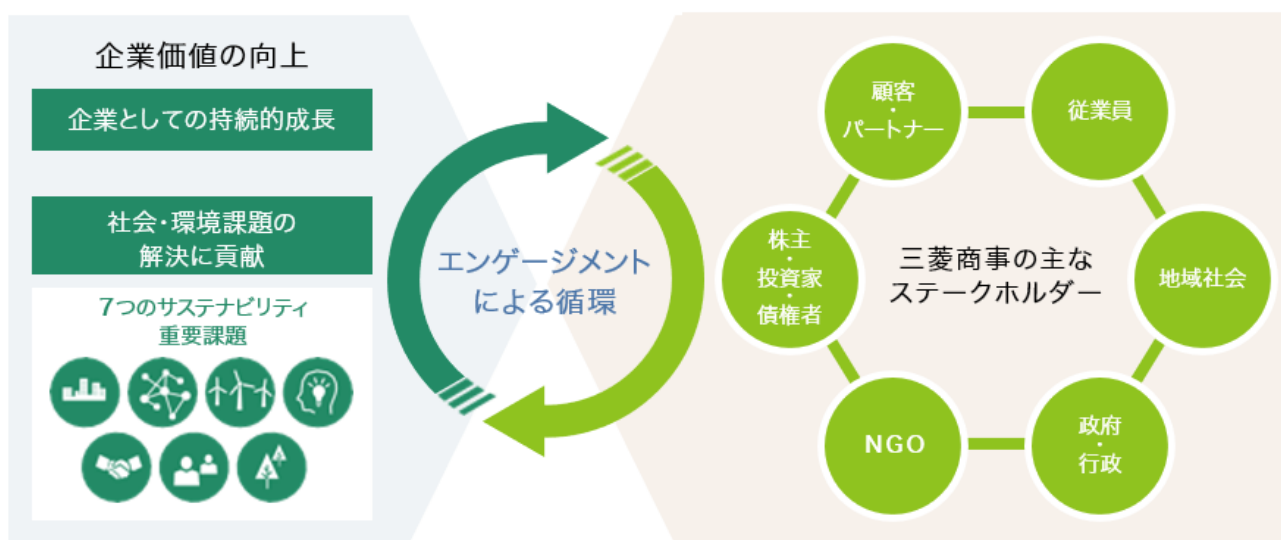 企業価値の向上
企業としての持続的成長
社会・環境課題の
解決に貢献
7つのサステナビリティ
重要課題
エンゲージメント
による循環
顧客
・
パートナー
従業員
株主
・
投資家
・
債権者
三菱商事の主な
ステークホルダー
地域社会
NGO
政府
・
行政